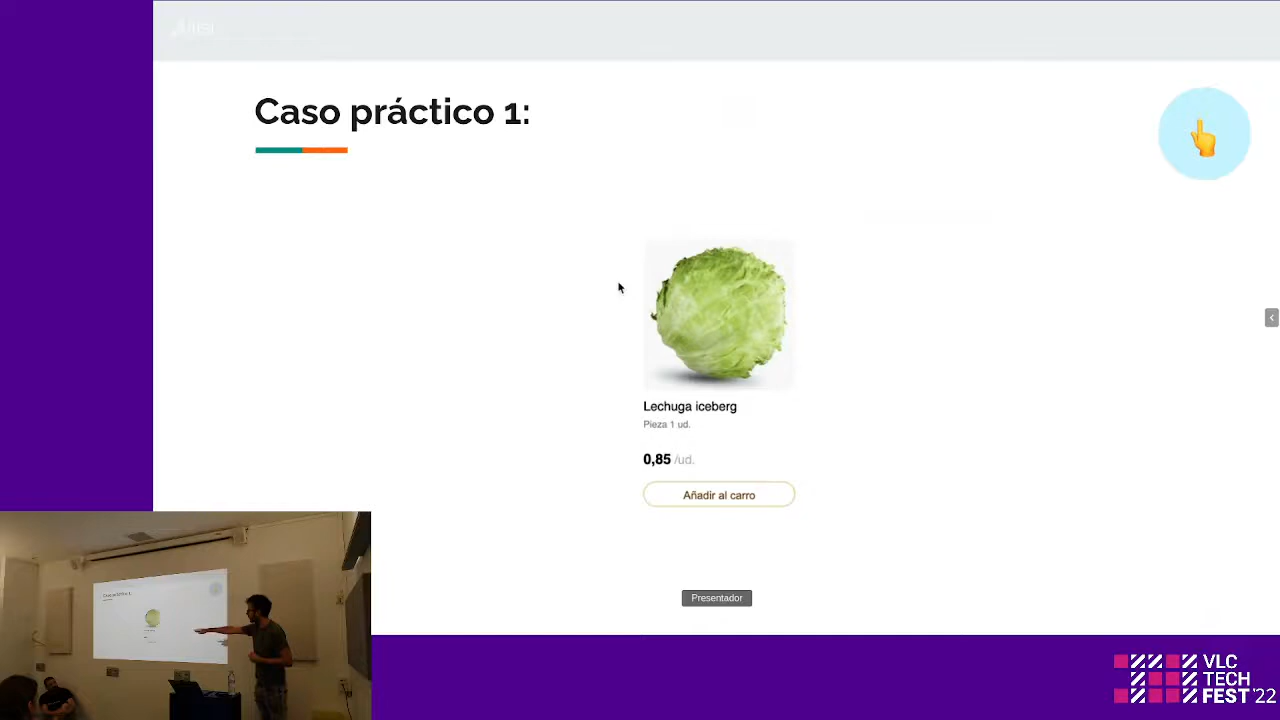 Caso práctico 1:
Lechuga iceberg
Pieza 1 ud.
0,85 /ud.
Añadir al carro
Presentador
VLC
TECH
FEST '22